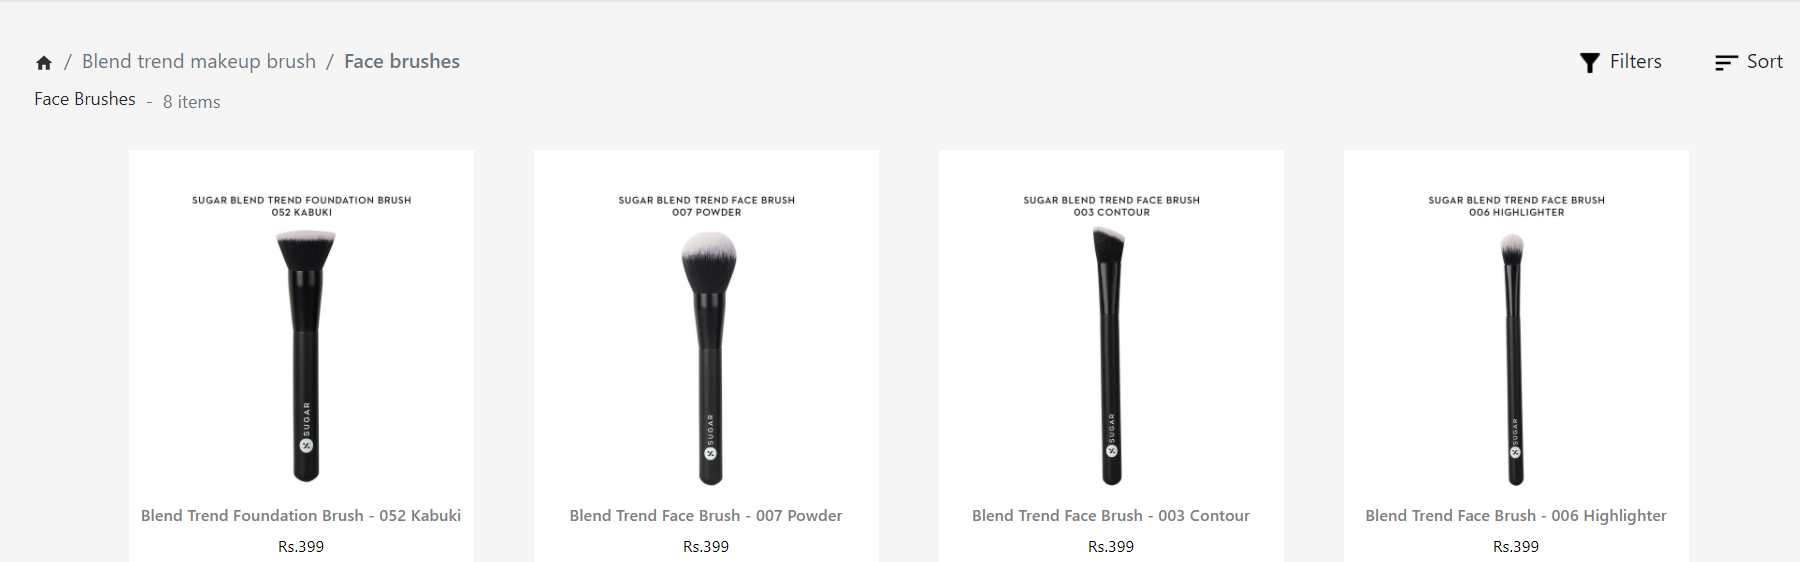 / Blend trend makeup brush / Face brushes
Filters
Sort
Face Brushes - 8 items
SUGAR BLEND TREND FOUNDATION BRUSH
052 KABUKI
SUGAR
Blend Trend Foundation Brush - 052 Kabuki
Rs.399
SUGAR BLEND TREND FACE BRUSH
007 POWDER
SUGAR
Blend Trend Face Brush - 007 Powder
Rs.399
SUGAR BLEND TREND FACE BRUSH
003 CONTOUR
SUGAR
Blend Trend Face Brush - 003 Contour
Rs.399
SUGAR BLEND TREND FACE BRUSH
006 HIGHLIGHTER
SUGAR
Blend Trend Face Brush - 006 Highlighter
Rs.399